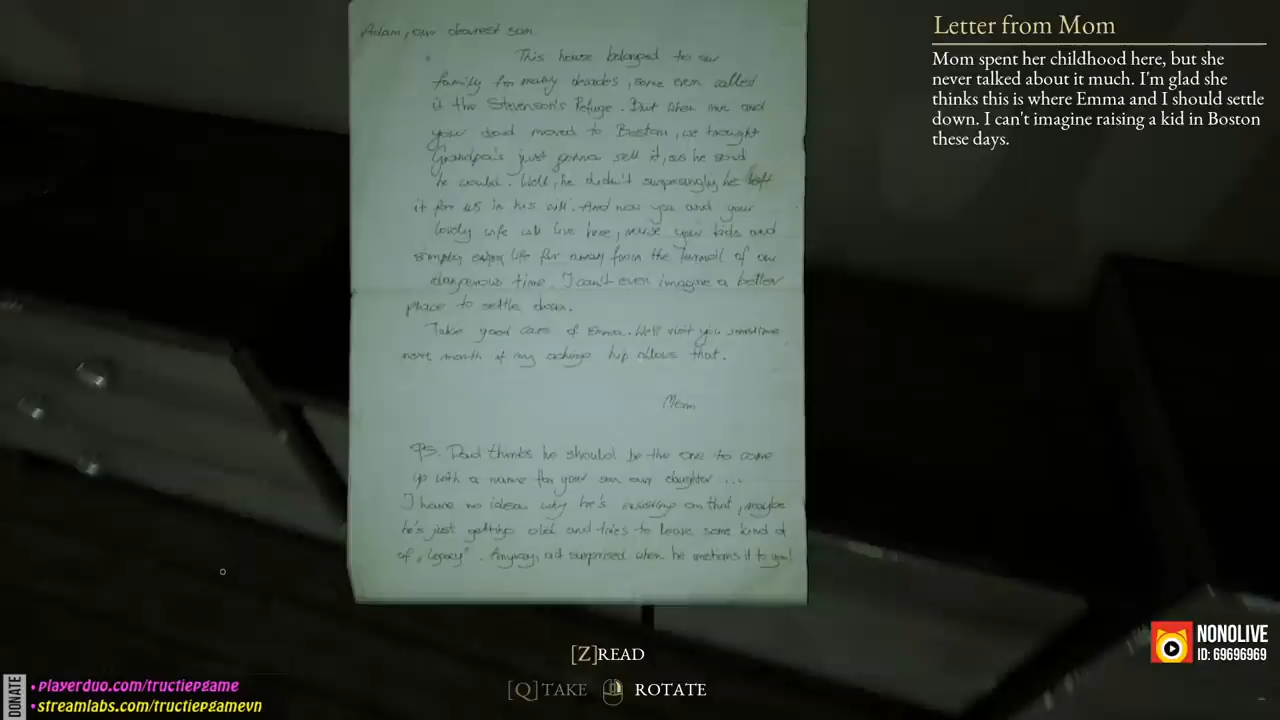 Adam, our dearest son
This house belonged to our
family for many decades, some even called
it the Stevenson's Refuge. But when me and
your dad moved to Boston, we thought
Grandpa's just gonna sell it, as he said
he would. Well, he didn't surprisingly he left
it for us in his will. And now you and your
lovely wife will live here, raise your kids and
simply enjoy life far away from the turmoil of our
dangerous time. I can't even imagine a better
place to settle down.
Take good care of Emma. We'll visit you sometime
next month if my aching hip allows that.
Mom
PS. Dad thinks he should be the one to come
up with a name for your son our daughter ...
I have no idea why he's insisting on that, maybe
he's just getting old and tries to leave some kind of
of „legacy". Anyway, act surprised when he mentions it to you!
Letter from Mom
Mom spent her childhood here, but she
never talked about it much. I'm glad she
thinks this is where Emma and I should settle
down. I can't imagine raising a kid in Boston
these days.
[Z]READ
[Q]TAKE ROTATE
DONATE
• playerduo.com/tructiepgame
• streamlabs.com/tructiepgamevn
NONOLIVE
ID: 69696969